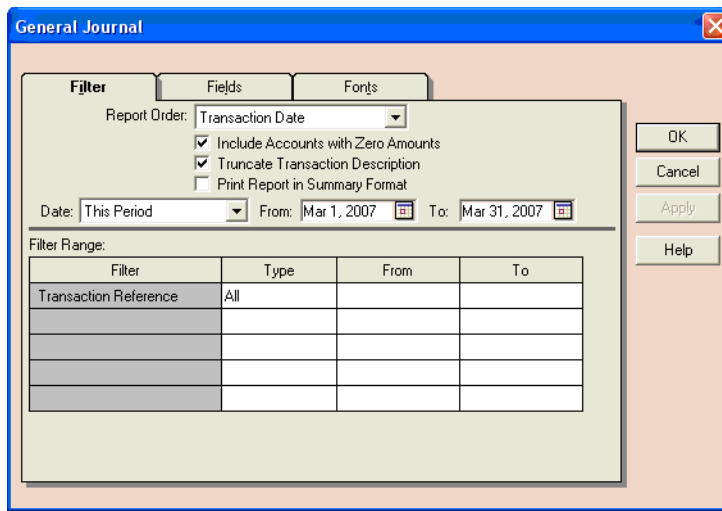 General Journal
Filter Fields Fonts
Report Order: Transaction Date
Include Accounts with Zero Amounts
Truncate Transaction Description
Print Report in Summary Format
Date: This Period From: Mar 1, 2007 To: Mar 31, 2007
Filter Range:
Filter Type From To
Transaction Reference All
OK
Cancel
Apply
Help